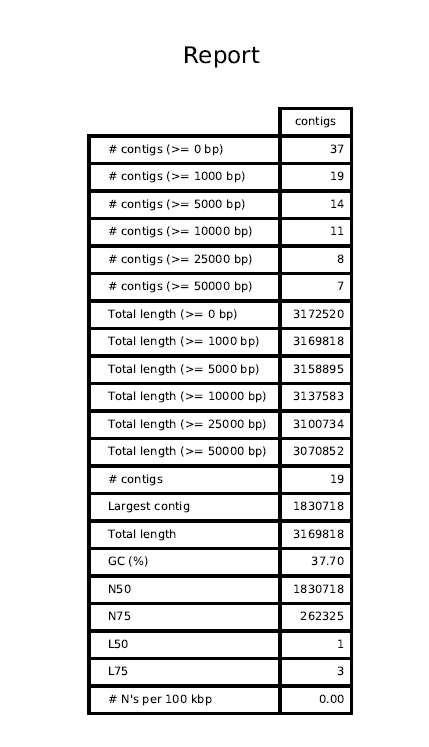 Report
contigs
# contigs (>= 0 bp) 37
# contigs (>= 1000 bp) 19
# contigs (>= 5000 bp) 14
# contigs (>= 10000 bp) 11
# contigs (>= 25000 bp) 8
# contigs (>= 50000 bp) 7
Total length (>= 0 bp) 3172520
Total length (>= 1000 bp) 3169818
Total length (>= 5000 bp) 3158895
Total length (>= 10000 bp) 3137583
Total length (>= 25000 bp) 3100734
Total length (>= 50000 bp) 3070852
# contigs 19
Largest contig 1830718
Total length 3169818
GC (%) 37.70
N50 1830718
N75 262325
L50 1
L75 3
# N's per 100 kbp 0.00